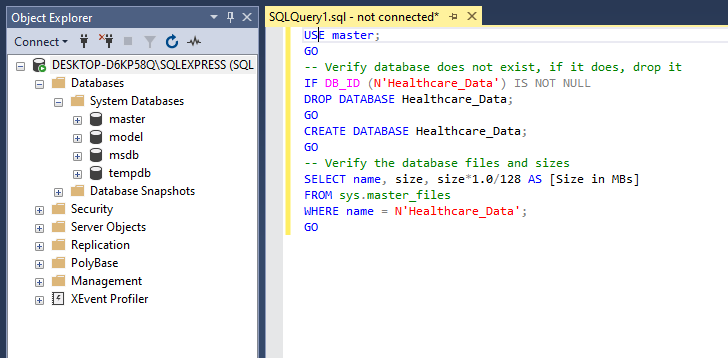 Object Explorer
Connect
DESKTOP-D6KP58Q\SQLEXPRESS (SQL
Databases
System Databases
master
model
msdb
tempdb
Database Snapshots
Security
Server Objects
Replication
PolyBase
Management
XEvent Profiler
SQLQuery1.sql - not connected*
USE master;
GO
-- Verify database does not exist, if it does, drop it
IF DB_ID (N'Healthcare_Data') IS NOT NULL
DROP DATABASE Healthcare_Data;
GO
CREATE DATABASE Healthcare_Data;
GO
-- Verify the database files and sizes
SELECT name, size, size*1.0/128 AS [Size in MBs]
FROM sys.master_files
WHERE name = N'Healthcare_Data';
GO